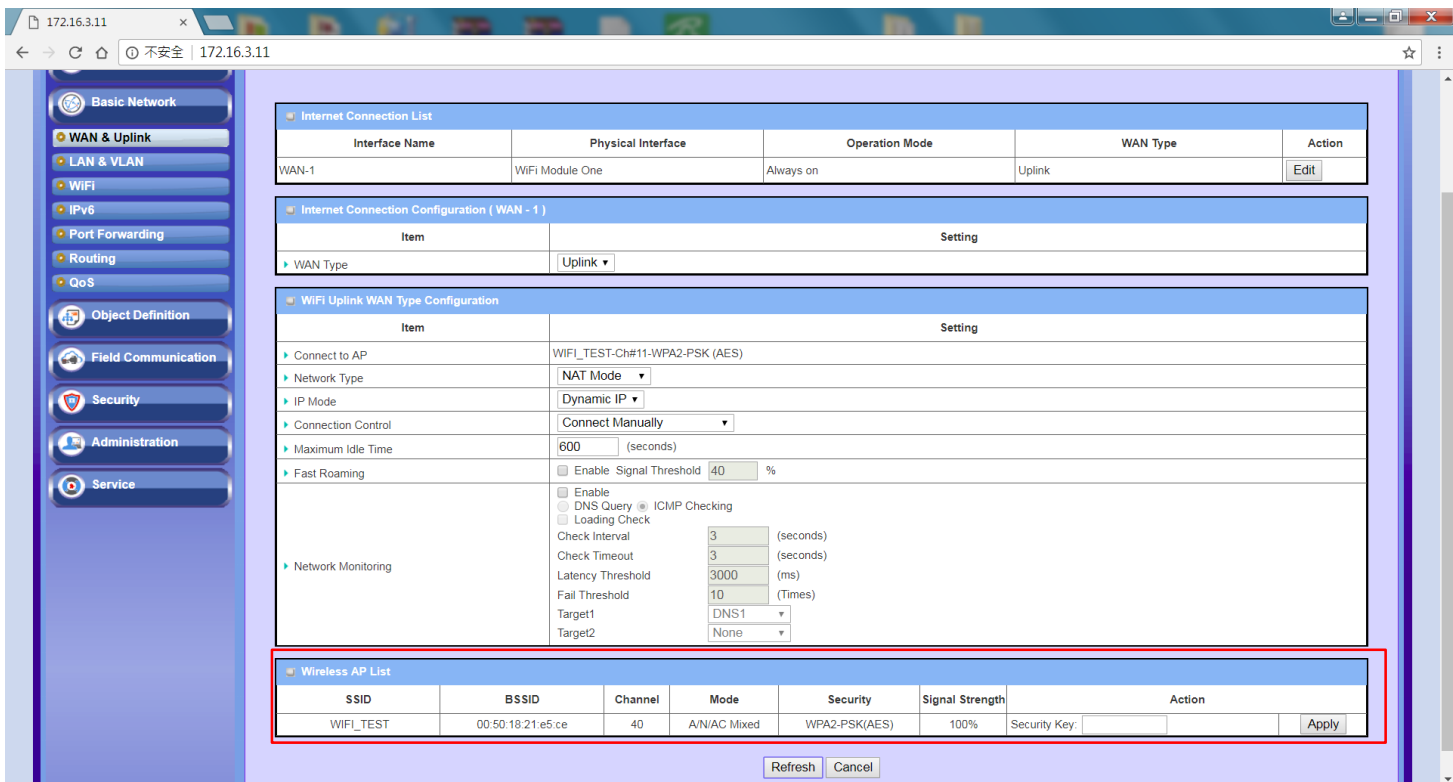 172.16.3.11
不安全 | 172.16.3.11
Basic Network
WAN & Uplink
LAN & VLAN
WiFi
IPv6
Port Forwarding
Routing
QoS
Object Definition
Field Communication
Security
Administration
Service
Internet Connection List
Interface Name Physical Interface Operation Mode WAN Type Action
WAN-1 WiFi Module One Always on Uplink Edit
Internet Connection Configuration ( WAN - 1 )
Item Setting
WAN Type Uplink
WiFi Uplink WAN Type Configuration
Item Setting
Connect to AP WIFI_TEST-Ch#11-WPA2-PSK (AES)
Network Type NAT Mode
IP Mode Dynamic IP
Connection Control Connect Manually
Maximum Idle Time 600 (seconds)
Fast Roaming Enable Signal Threshold 40 %
Network Monitoring
Enable
DNS Query ICMP Checking
Loading Check
Check Interval 3 (seconds)
Check Timeout 3 (seconds)
Latency Threshold 3000 (ms)
Fail Threshold 10 (Times)
Target1 DNS1
Target2 None
Wireless AP List
SSID BSSID Channel Mode Security Signal Strength Action
WIFI_TEST 00:50:18:21:e5:ce 40 A/N/AC Mixed WPA2-PSK(AES) 100% Security Key: Apply
Refresh Cancel